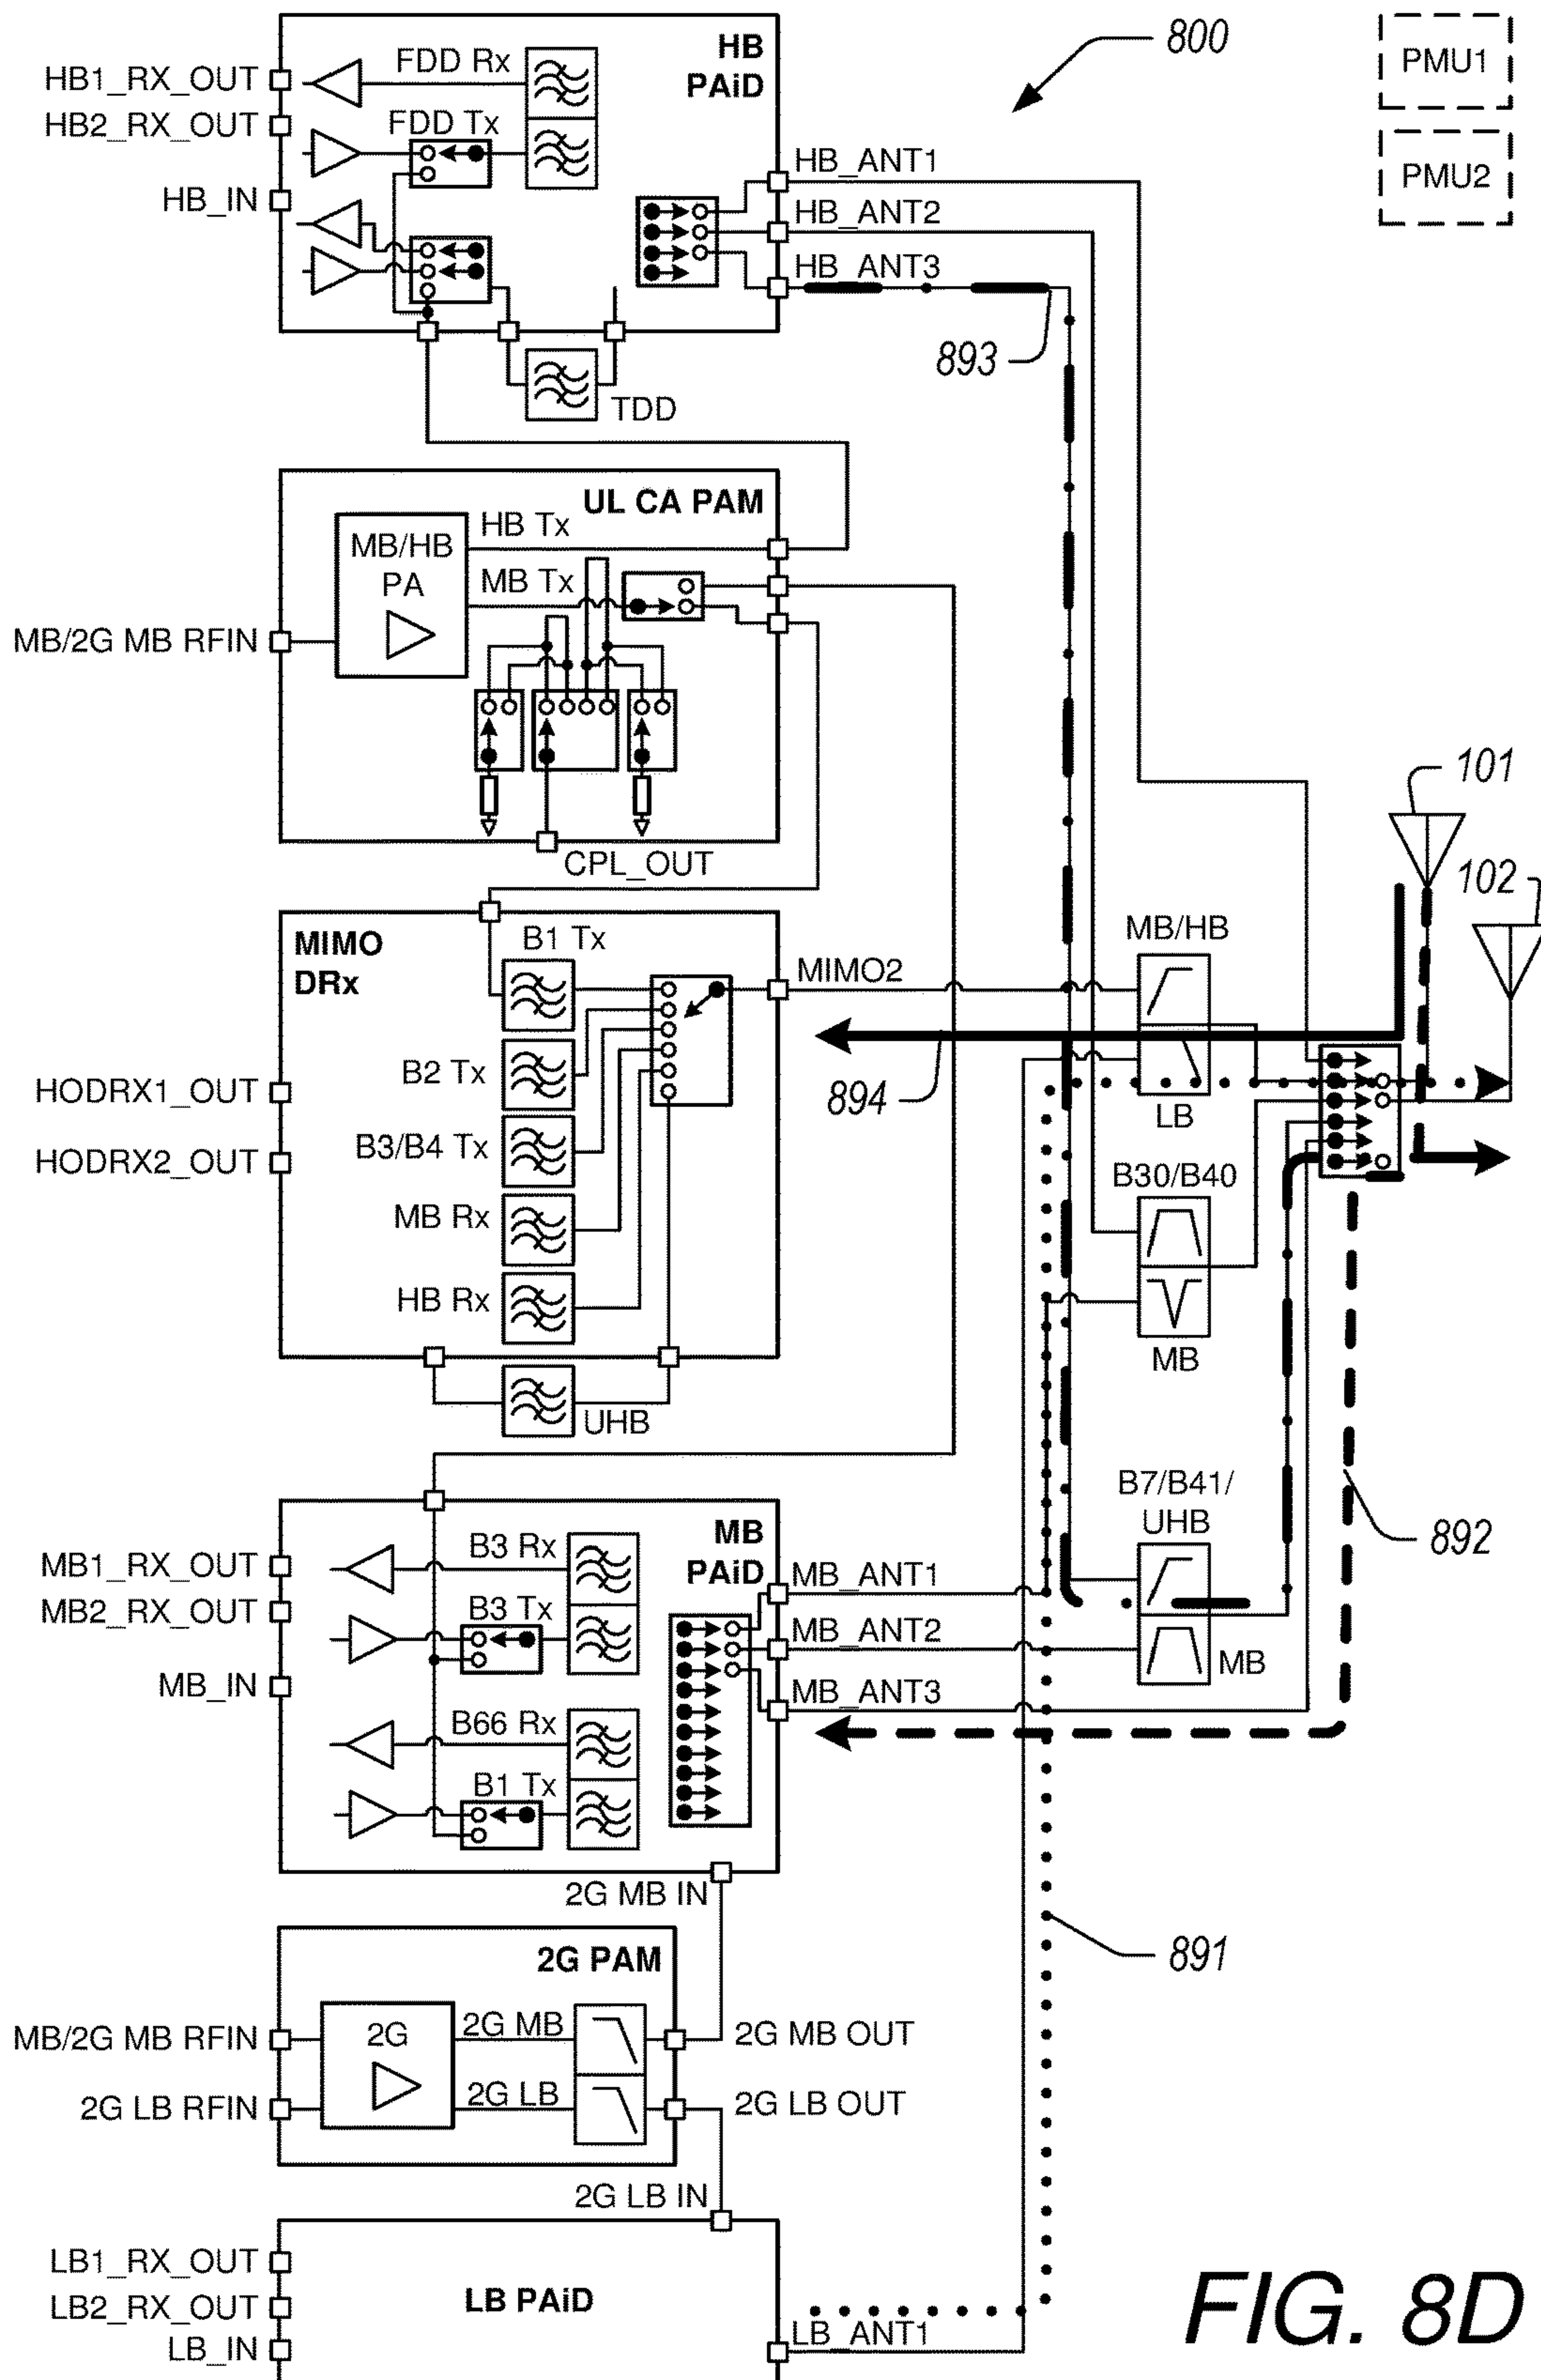 800
PMU1
PMU2
HB
PAiD
HB1_RX_OUT
FDD Rx
HB2_RX_OUT
FDD Tx
HB_IN
HB_ANT1
HB_ANT2
HB_ANT3
893
TDD
UL CA PAM
HB Tx
MB/HB
PA
MB Tx
MB/2G MB RFIN
CPL_OUT
101
102
MIMO
DRx
B1 Tx
MIMO2
MB/HB
B2 Tx
894
LB
HODRX1_OUT
B3/B4 Tx
HODRX2_OUT
B30/B40
MB Rx
HB Rx
MB
UHB
B7/B41/
UHB
892
MB
PAiD
MB1_RX_OUT
B3 Rx
MB_ANT1
MB2_RX_OUT
B3 Tx
MB_ANT2
MB
MB_IN
MB_ANT3
B66 Rx
B1 Tx
2G MB IN
891
2G PAM
MB/2G MB RFIN
2G
2G MB
2G MB OUT
2G LB RFIN
2G LB
2G LB OUT
2G LB IN
LB1_RX_OUT
LB2_RX_OUT
LB PAiD
LB_IN
LB_ANT1
FIG. 8D